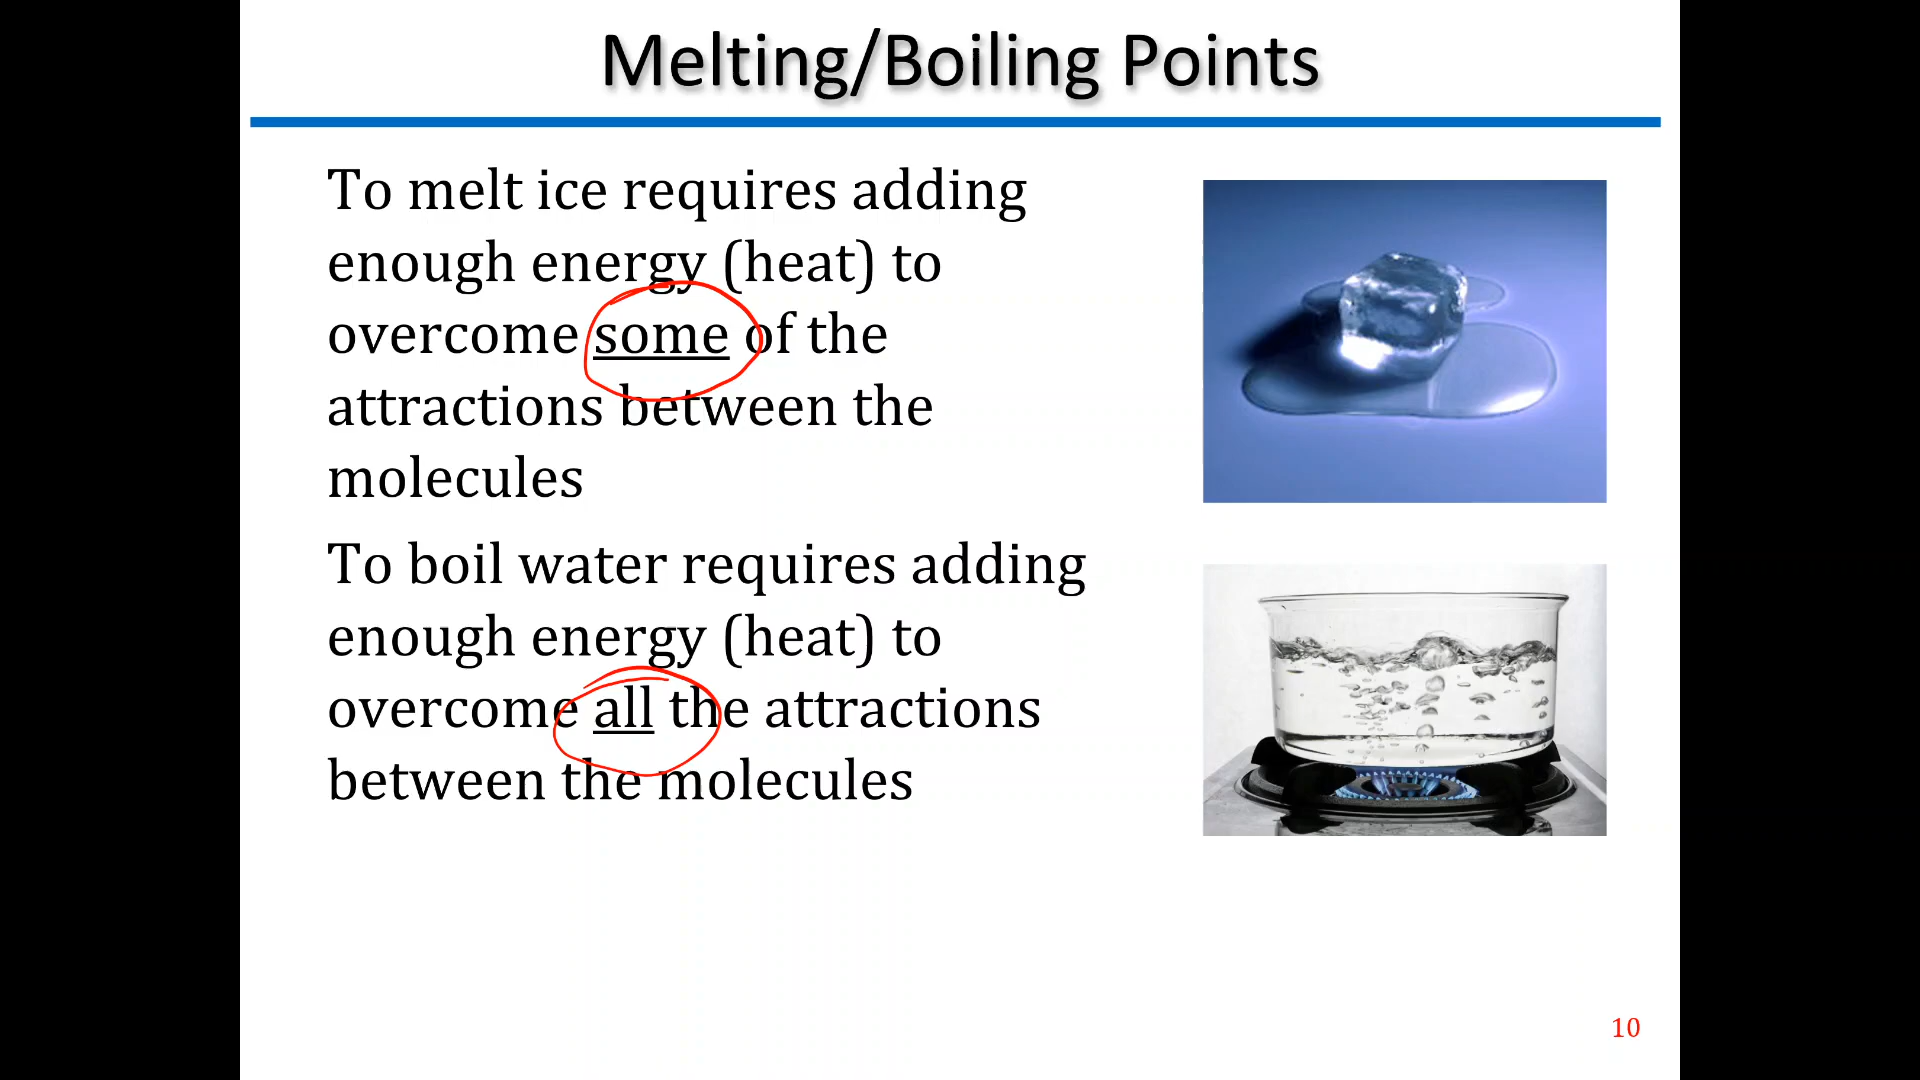 Melting/Boiling Points
To melt ice requires adding
enough energy (heat) to
overcome some of the
attractions between the
molecules
To boil water requires adding
enough energy (heat) to
overcome all the attractions
between the molecules
10